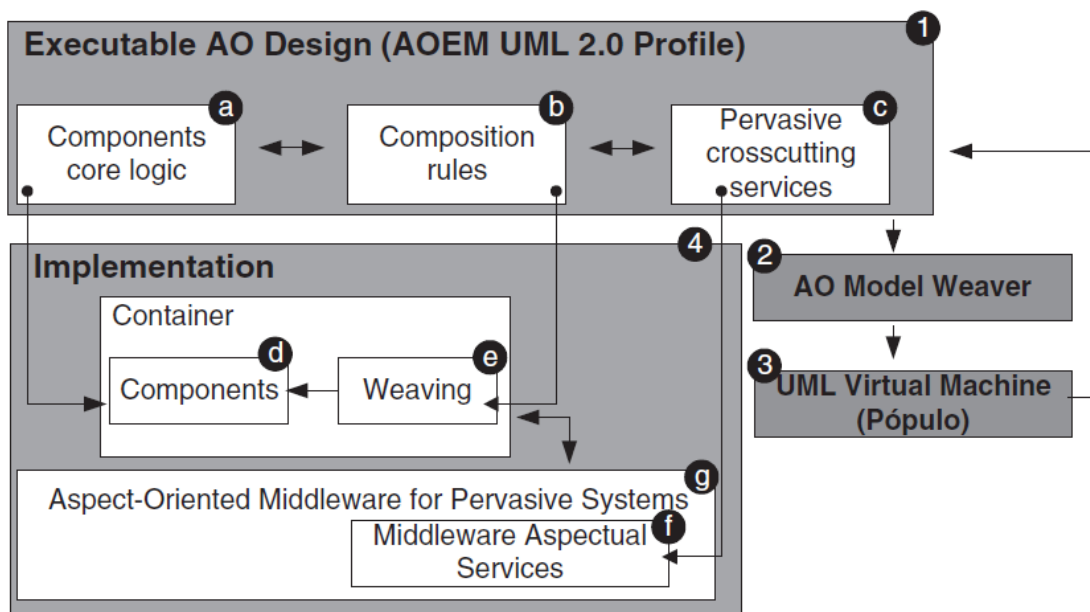 1
Executable AO Design (AOEM UML 2.0 Profile)
a
Components
core logic
b
Composition
rules
c
Pervasive
crosscutting
services
4
Implementation
Container
d
Components
e
Weaving
g
Aspect-Oriented Middleware for Pervasive Systems
f
Middleware Aspectual
Services
2
AO Model Weaver
3
UML Virtual Machine
(Pópulo)